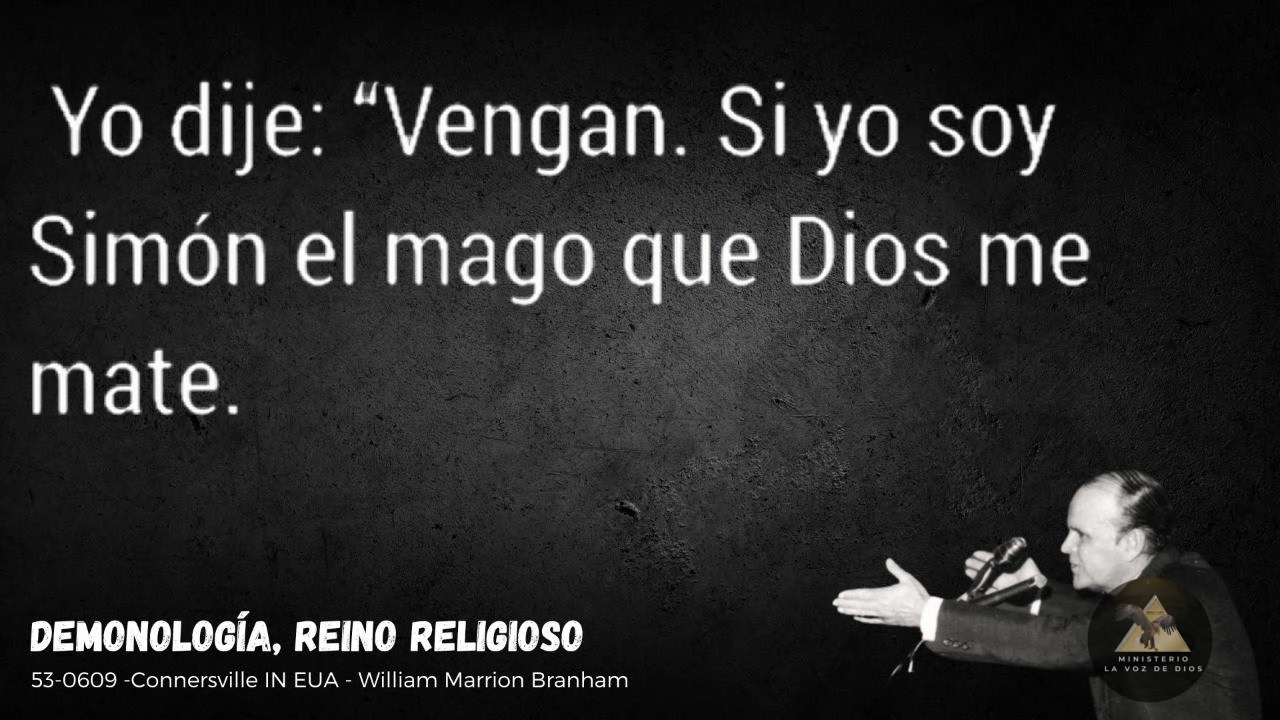 Yo dije: “Vengan. Si yo soy
Simón el mago que Dios me
mate.
DEMONOLOGÍA, REINO RELIGIOSO
53-0609 -Connersville IN EUA - William Marrion Branham
MINISTERIO
LA VOZ DE DIOS